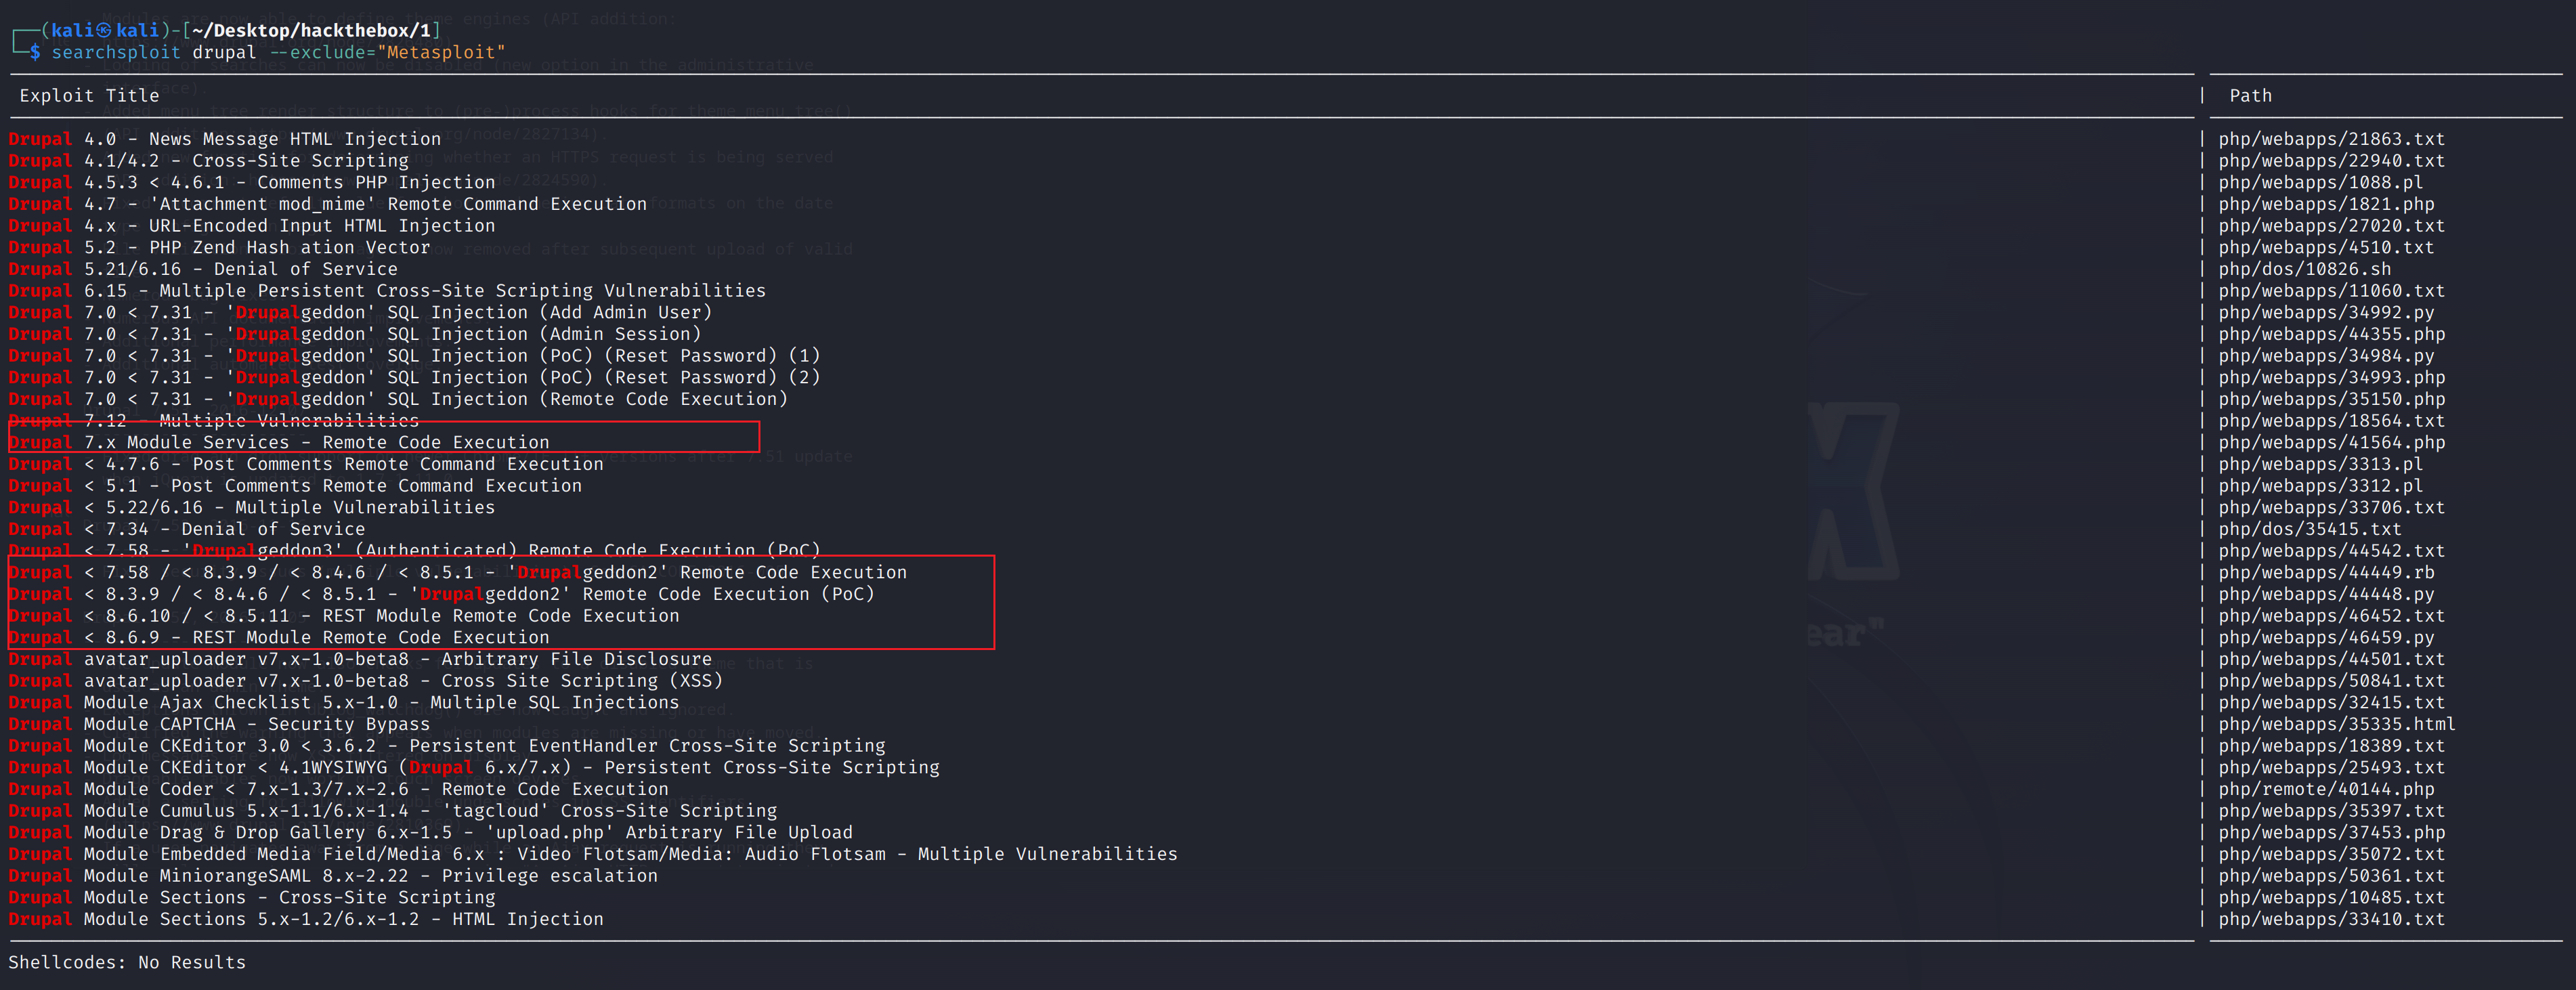 (kali㉿kali)-[~/Desktop/hackthebox/1]
$ searchsploit drupal --exclude="Metasploit"
Exploit Title | Path
Drupal 4.0 - News Message HTML Injection | php/webapps/21863.txt
Drupal 4.1/4.2 - Cross-Site Scripting | php/webapps/22940.txt
Drupal 4.5.3 < 4.6.1 - Comments PHP Injection | php/webapps/1088.pl
Drupal 4.7 - 'Attachment mod_mime' Remote Command Execution | php/webapps/1821.php
Drupal 4.x - URL-Encoded Input HTML Injection | php/webapps/27020.txt
Drupal 5.2 - PHP Zend Hash ation Vector | php/webapps/4510.txt
Drupal 5.21/6.16 - Denial of Service | php/dos/10826.sh
Drupal 6.15 - Multiple Persistent Cross-Site Scripting Vulnerabilities | php/webapps/11060.txt
Drupal 7.0 < 7.31 - 'Drupalgeddon' SQL Injection (Add Admin User) | php/webapps/34992.py
Drupal 7.0 < 7.31 - 'Drupalgeddon' SQL Injection (Admin Session) | php/webapps/44355.php
Drupal 7.0 < 7.31 - 'Drupalgeddon' SQL Injection (PoC) (Reset Password) (1) | php/webapps/34984.py
Drupal 7.0 < 7.31 - 'Drupalgeddon' SQL Injection (PoC) (Reset Password) (2) | php/webapps/34993.php
Drupal 7.0 < 7.31 - 'Drupalgeddon' SQL Injection (Remote Code Execution) | php/webapps/35150.php
Drupal 7.12 - Multiple Vulnerabilities | php/webapps/18564.txt
Drupal 7.x Module Services - Remote Code Execution | php/webapps/41564.php
Drupal < 4.7.6 - Post Comments Remote Command Execution | php/webapps/3313.pl
Drupal < 5.1 - Post Comments Remote Command Execution | php/webapps/3312.pl
Drupal < 5.22/6.16 - Multiple Vulnerabilities | php/webapps/33706.txt
Drupal < 7.34 - Denial of Service | php/dos/35415.txt
Drupal < 7.58 - 'Drupalgeddon3' (Authenticated) Remote Code Execution (PoC) | php/webapps/44542.txt
Drupal < 7.58 / < 8.3.9 / < 8.4.6 / < 8.5.1 - 'Drupalgeddon2' Remote Code Execution | php/webapps/44449.rb
Drupal < 8.3.9 / < 8.4.6 / < 8.5.1 - 'Drupalgeddon2' Remote Code Execution (PoC) | php/webapps/44448.py
Drupal < 8.6.10 / < 8.5.11 - REST Module Remote Code Execution | php/webapps/46452.txt
Drupal < 8.6.9 - REST Module Remote Code Execution | php/webapps/46459.py
Drupal avatar_uploader v7.x-1.0-beta8 - Arbitrary File Disclosure | php/webapps/44501.txt
Drupal avatar_uploader v7.x-1.0-beta8 - Cross Site Scripting (XSS) | php/webapps/50841.txt
Drupal Module Ajax Checklist 5.x-1.0 - Multiple SQL Injections | php/webapps/32415.txt
Drupal Module CAPTCHA - Security Bypass | php/webapps/35335.html
Drupal Module CKEditor 3.0 < 3.6.2 - Persistent EventHandler Cross-Site Scripting | php/webapps/18389.txt
Drupal Module CKEditor < 4.1WYSIWYG (Drupal 6.x/7.x) - Persistent Cross-Site Scripting | php/webapps/25493.txt
Drupal Module Coder < 7.x-1.3/7.x-2.6 - Remote Code Execution | php/remote/40144.php
Drupal Module Cumulus 5.x-1.1/6.x-1.4 - 'tagcloud' Cross-Site Scripting | php/webapps/35397.txt
Drupal Module Drag & Drop Gallery 6.x-1.5 - 'upload.php' Arbitrary File Upload | php/webapps/37453.php
Drupal Module Embedded Media Field/Media 6.x : Video Flotsam/Media: Audio Flotsam - Multiple Vulnerabilities | php/webapps/35072.txt
Drupal Module MiniorangeSAML 8.x-2.22 - Privilege escalation | php/webapps/50361.txt
Drupal Module Sections - Cross-Site Scripting | php/webapps/10485.txt
Drupal Module Sections 5.x-1.2/6.x-1.2 - HTML Injection | php/webapps/33410.txt
Shellcodes: No Results